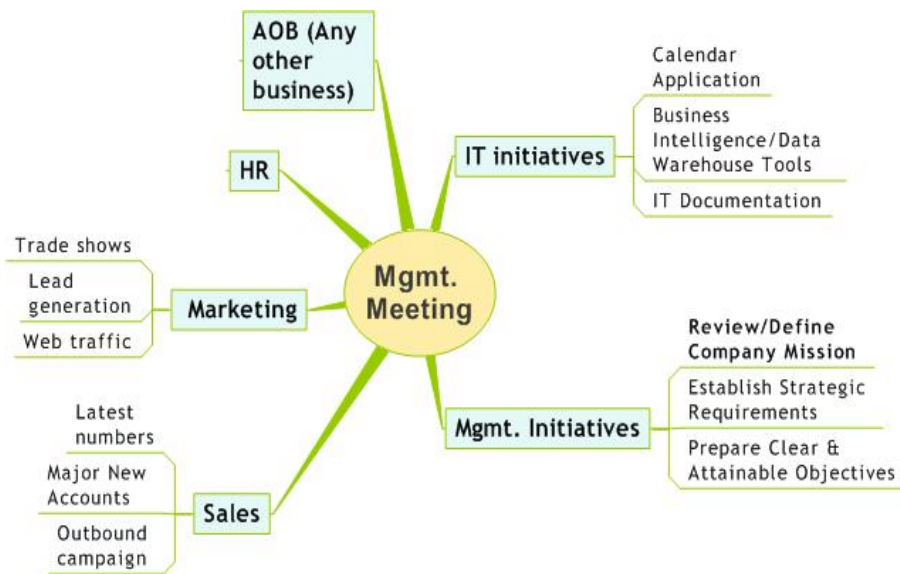 AOB (Any
other
business)
HR
Trade shows
Lead
generation
Web traffic
Marketing
Latest
numbers
Major New
Accounts
Outbound
campaign
Sales
Mgmt.
Meeting
IT initiatives
Calendar
Application
Business
Intelligence/Data
Warehouse Tools
IT Documentation
Mgmt. Initiatives
Review/Define
Company Mission
Establish Strategic
Requirements
Prepare Clear &
Attainable Objectives